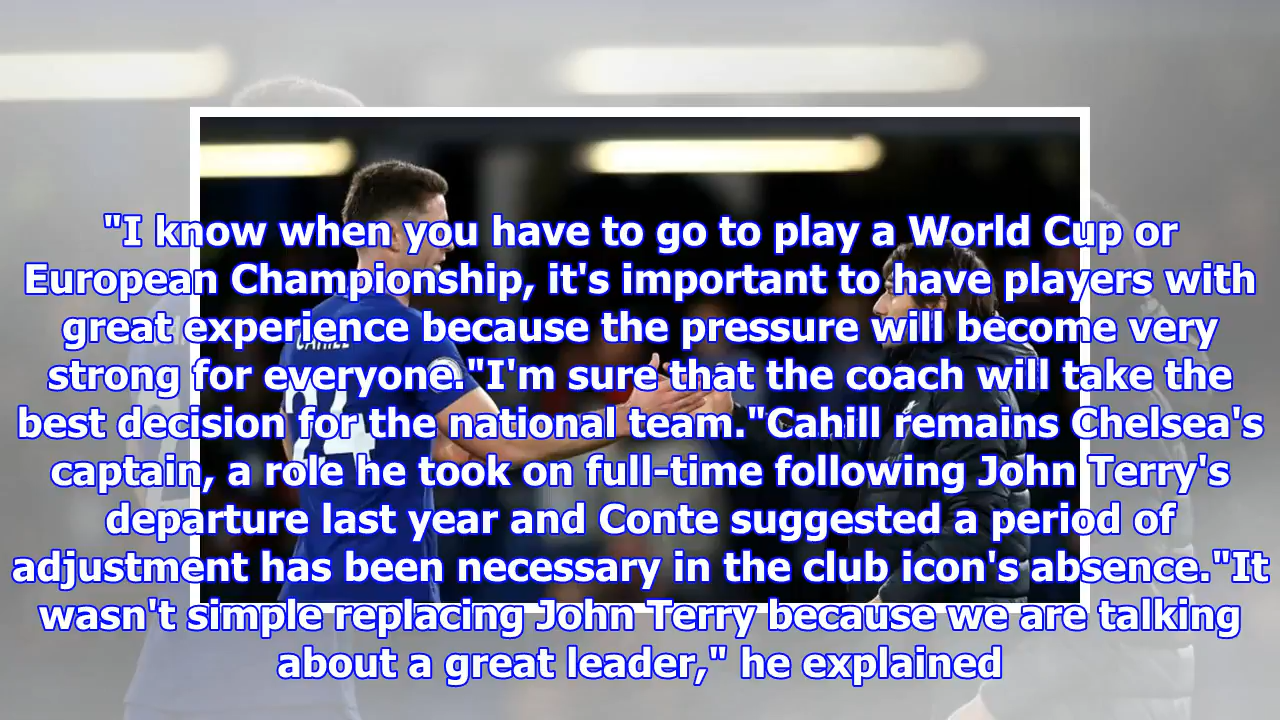 "I know when you have to go to play a World Cup or
European Championship, it's important to have players with
great experience because the pressure will become very
strong for everyone."I'm sure that the coach will take the
best decision for the national team."Cahill remains Chelsea's
captain, a role he took on full-time following John Terry's
departure last year and Conte suggested a period of
adjustment has been necessary in the club icon's absence."It
wasn't simple replacing John Terry because we are talking
about a great leader," he explained
CAHILL
24